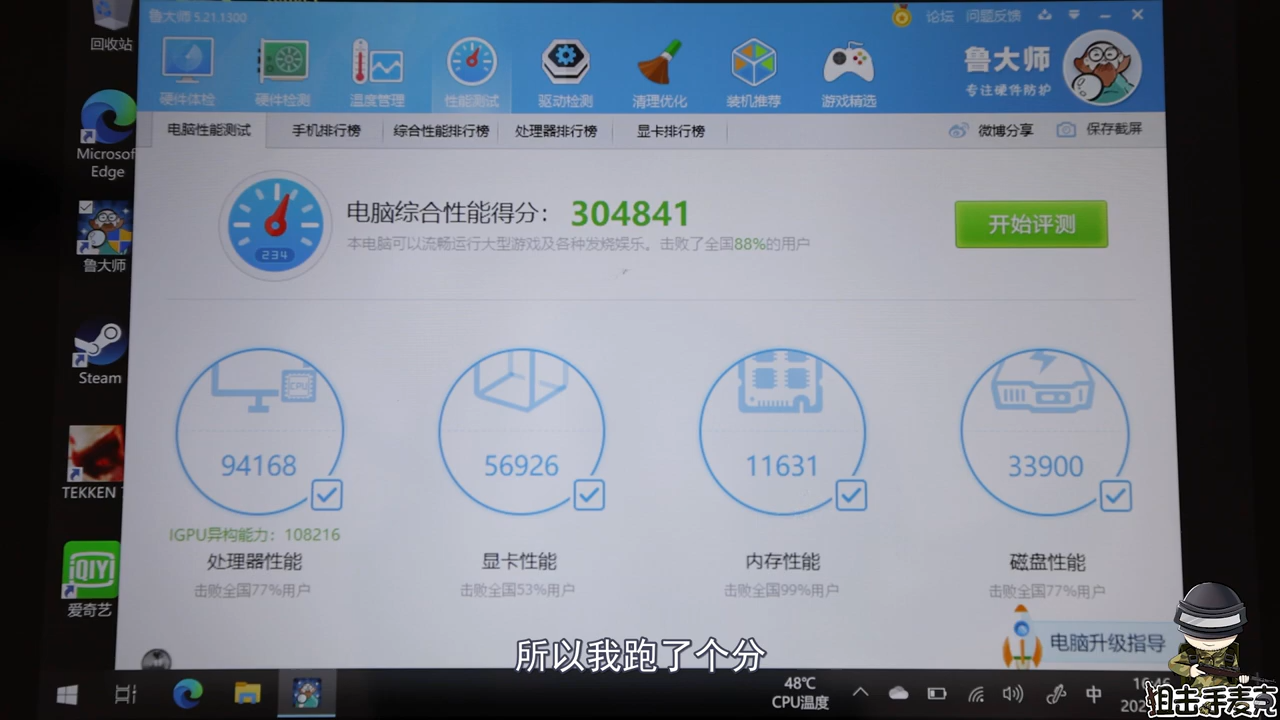 鲁大师 5.21.1300
论坛 问题反馈
回收站
硬件体检 硬件检测 温度管理 性能测试 驱动检测 清理优化 装机推荐 游戏精选
鲁大师
专注硬件防护
电脑性能测试 手机排行榜 综合性能排行榜 处理器排行榜 显卡排行榜 微博分享 保存截屏
Microsof
Edge
电脑综合性能得分： 304841
本电脑可以流畅运行大型游戏及各种发烧娱乐。击败了全国88%的用户
开始评测
234
鲁大师
Steam
CPU
94168 56926 11631 33900
TEKKEN
IGPU异构能力：108216
处理器性能 显卡性能 内存性能 磁盘性能
击败全国77%用户 击败全国53%用户 击败全国99%用户 击败全国77%用户
iQIYI
爱奇艺
电脑升级指导
所以我跑了个分
48℃
CPU温度
中
狙击手麦克